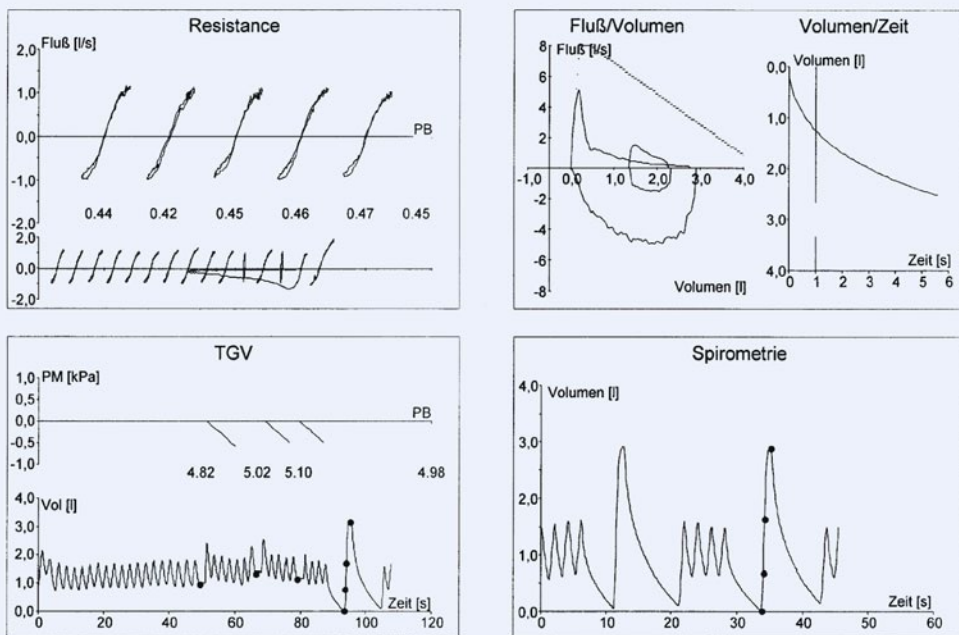 Resistance
Fluß [l/s]
2,0
1,0
0,0
-1,0
-2,0
PB
0.44 0.42 0.45 0.46 0.47 0.45
2,0
0,0
-2,0
Fluß/Volumen
Fluß [l/s]
8
6
4
2
0
-2
-4
-6
-8
-1,0 0,0 1,0 2,0 3,0 4,0
Volumen [l]
Volumen/Zeit
Volumen [l]
0,0
1,0
2,0
3,0
4,0
Zeit [s]
0 1 2 3 4 5 6
TGV
PM [kPa]
1,0
0,5
0,0
-0,5
-1,0
PB
4.82 5.02 5.10 4.98
Vol [l]
4,0
3,0
2,0
1,0
0,0
Zeit [s]
0 20 40 60 80 100 120
Spirometrie
Volumen [l]
4,0
3,0
2,0
1,0
0,0
Zeit [s]
0 10 20 30 40 50 60